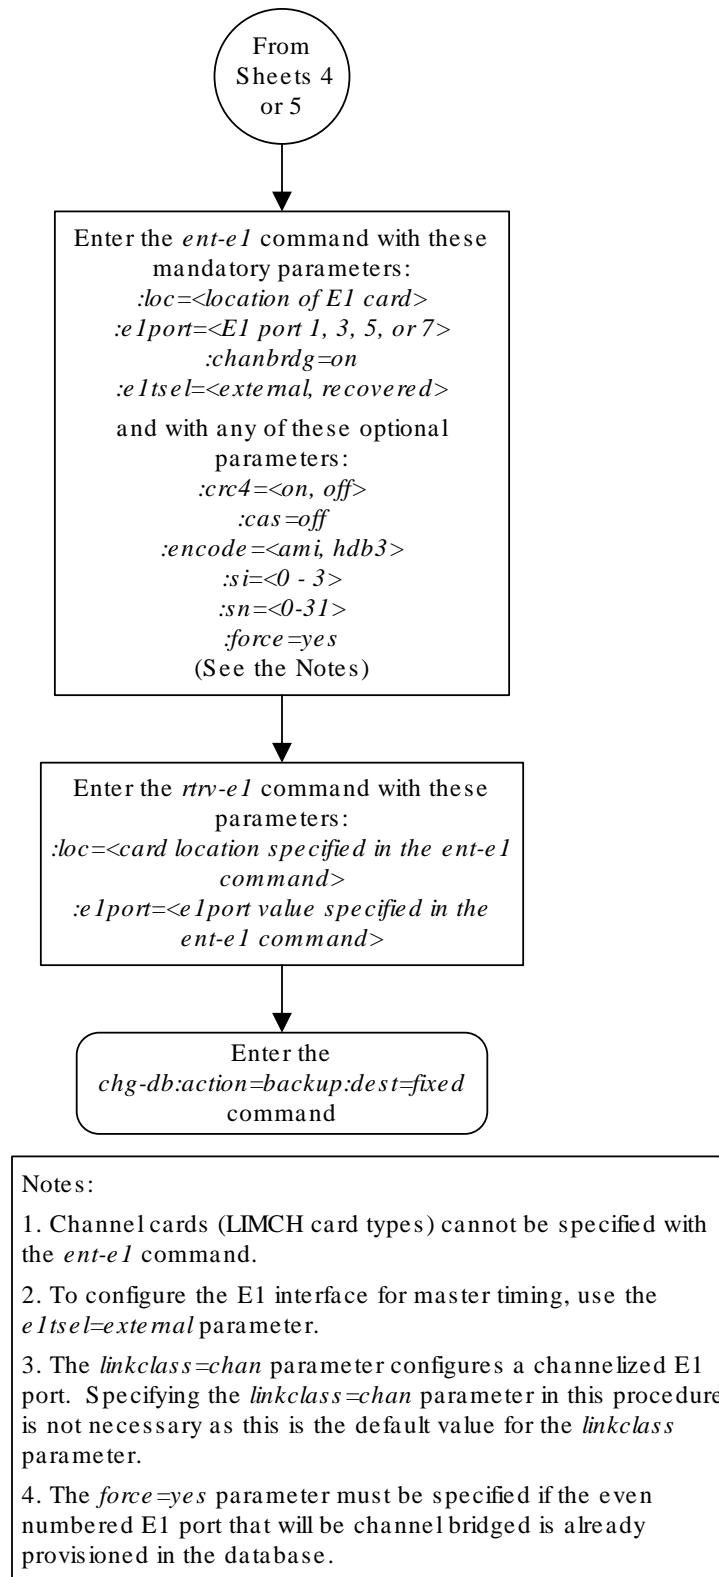 From
Sheets 4
or 5
Enter the ent-e1 command with these
mandatory parameters:
:loc=<location of E1 card>
:e1port=<E1 port 1, 3, 5, or 7>
:chanbrdg=on
:e1tsel=<external, recovered>
and with any of these optional
parameters:
:crc4=<on, off>
:cas=off
:encode=<ami, hdb3>
:si=<0 - 3>
:sn=<0-31>
:force=yes
(See the Notes)
Enter the rtrv-e1 command with these
parameters:
:loc=<card location specified in the ent-e1
command>
:e1port=<e1port value specified in the
ent-e1 command>
Enter the
chg-db:action=backup:dest=fixed
command
Notes:
1. Channel cards (LIMCH card types) cannot be specified with
the ent-e1 command.
2. To configure the E1 interface for master timing, use the
e1tsel=external parameter.
3. The linkclass=chan parameter configures a channelized E1
port. Specifying the linkclass=chan parameter in this procedure
is not necessary as this is the default value for the linkclass
parameter.
4. The force=yes parameter must be specified if the even
numbered E1 port that will be channel bridged is already
provisioned in the database.